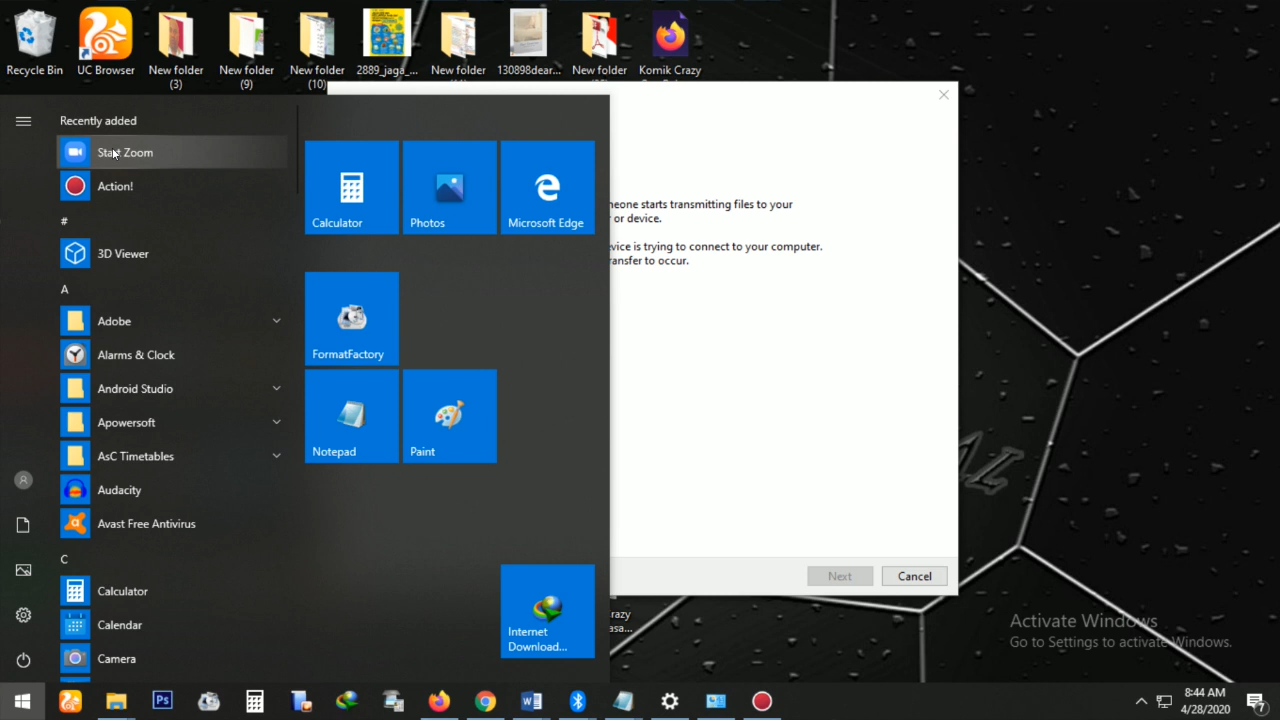 Recycle Bin
UC Browser
New folder
(3)
New folder
(9)
New folder
(10)
2889_jaga_...
New folder
130898dear...
New folder
Komik Crazy
×
Recently added
Start Zoom
Action!
#
3D Viewer
A
Adobe
Alarms & Clock
Android Studio
Apowersoft
AsC Timetables
Audacity
Avast Free Antivirus
C
Calculator
Calendar
Camera
Calculator
Photos
Microsoft Edge
FormatFactory
Notepad
Paint
Internet
Download...
neone starts transmitting files to your
or device.
evice is trying to connect to your computer.
ransfer to occur.
Next
Cancel
razy
asa...
Activate Windows
Go to Settings to activate Windows.
Ps
8:44 AM
4/28/2020
7